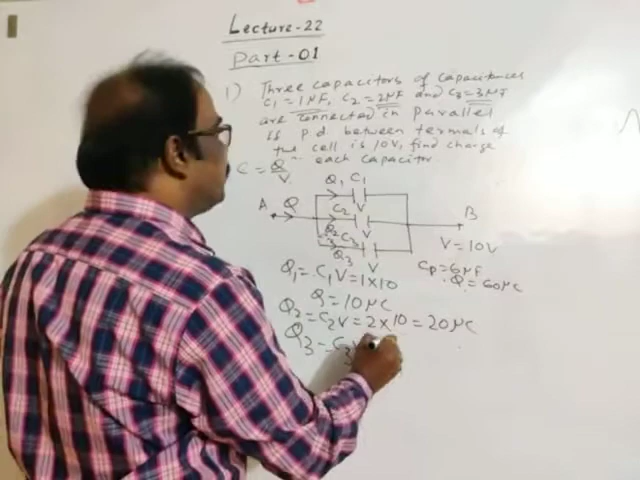 Lecture-22
Part-01
1) Three capacitors of capacitances
C1 = 1μF, C2 = 2μF and C3 = 3μF
are connected in parallel
If p.d. between termals of
the cell is 10V, find charge
on each capacitor.
C = Q/V
Q1 C1
A Q V
C2
Q2 V
C3
Q3 V
B
V = 10V
Cp = 6μF
Q = 60μC
Q1 = C1V = 1×10
Q = 10μC
Q2 = C2V = 2×10 = 20μC
Q3 = C3V